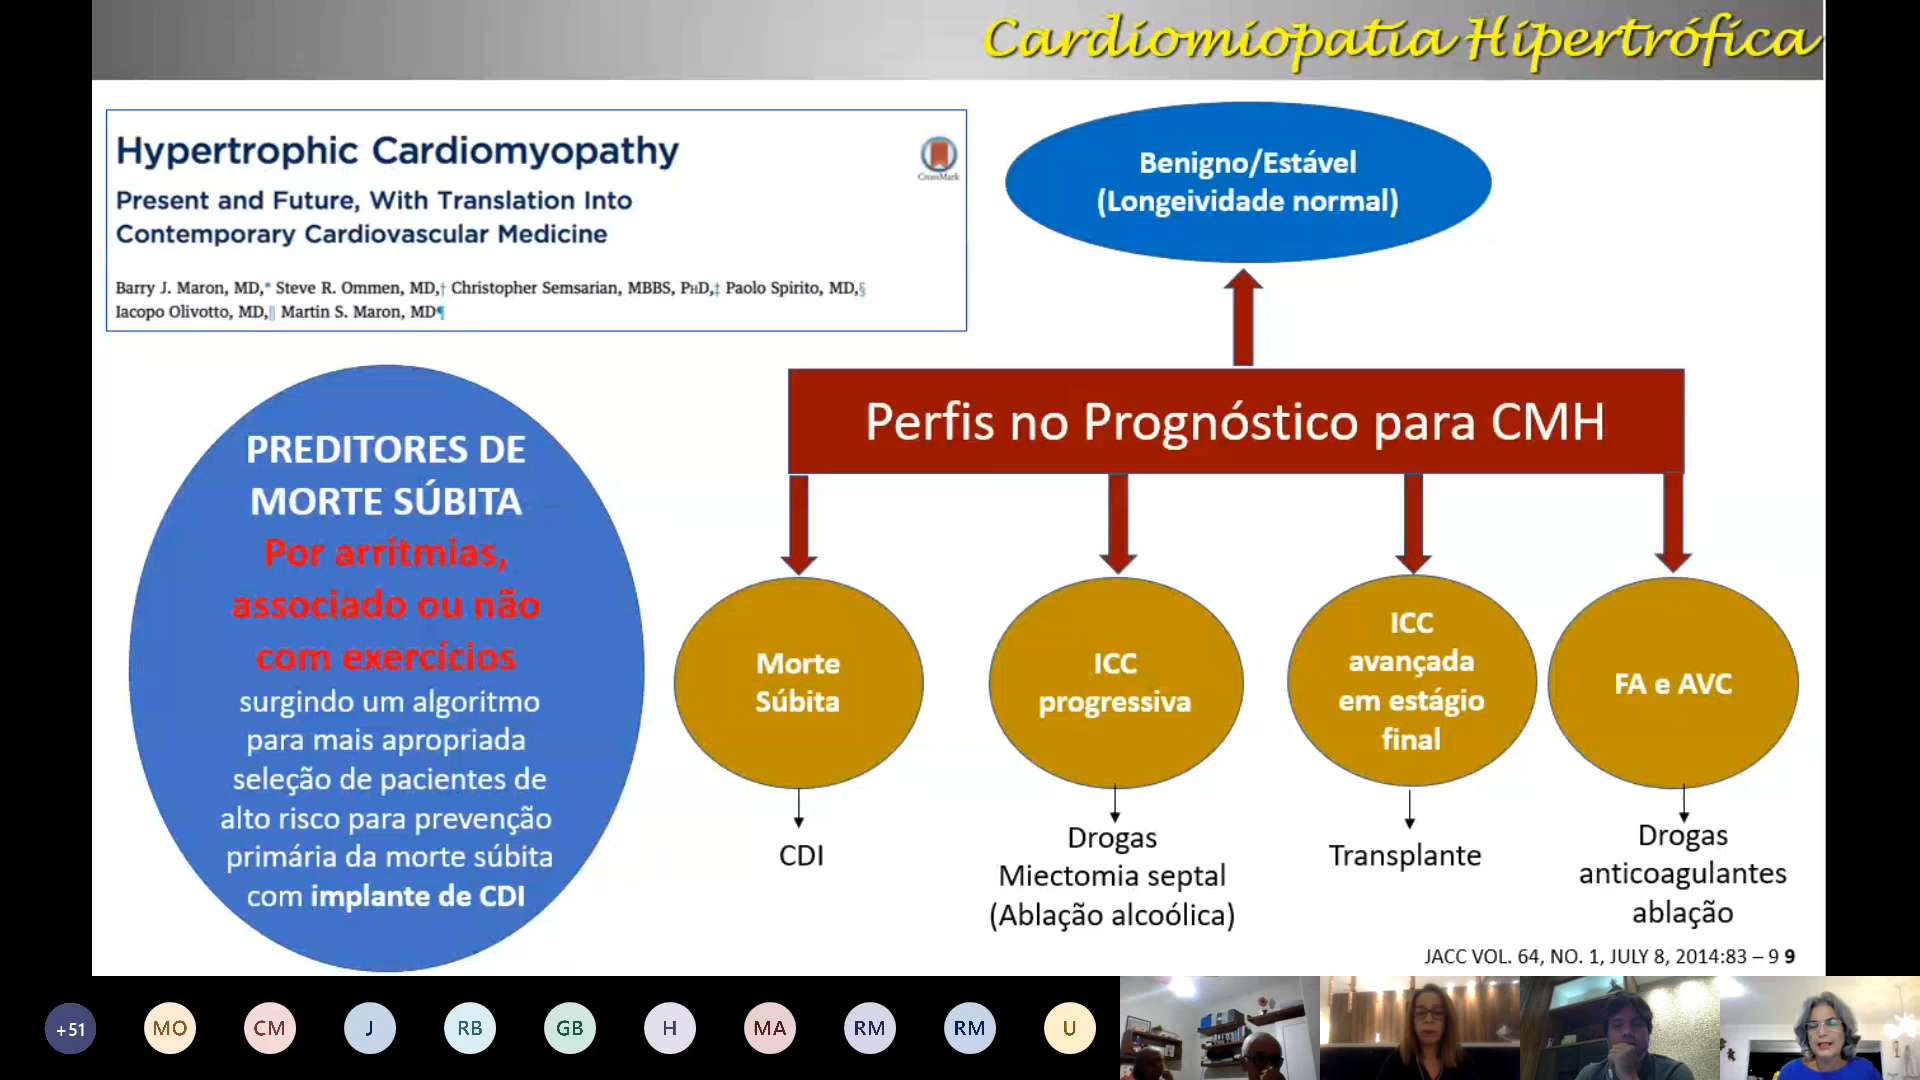 Cardiomiopatia Hipertrófica
Hypertrophic Cardiomyopathy
CrossMark
Present and Future, With Translation Into
Contemporary Cardiovascular Medicine
Barry J. Maron, MD,* Steve R. Ommen, MD,† Christopher Semsarian, MBBS, PhD,‡ Paolo Spirito, MD,§
Iacopo Olivotto, MD,‖ Martin S. Maron, MD¶
Benigno/Estável
(Longeividade normal)
Perfis no Prognóstico para CMH
PREDITORES DE
MORTE SÚBITA
Por arritmias,
associado ou não
com exercícios
surgindo um algoritmo
para mais apropriada
seleção de pacientes de
alto risco para prevenção
primária da morte súbita
com implante de CDI
Morte
Súbita
CDI
ICC
progressiva
Drogas
Miectomia septal
(Ablação alcoólica)
ICC
avançada
em estágio
final
Transplante
FA e AVC
Drogas
anticoagulantes
ablação
JACC VOL. 64, NO. 1, JULY 8, 2014:83 – 9 9
+51
MO
CM
J
RB
GB
H
MA
RM
RM
U